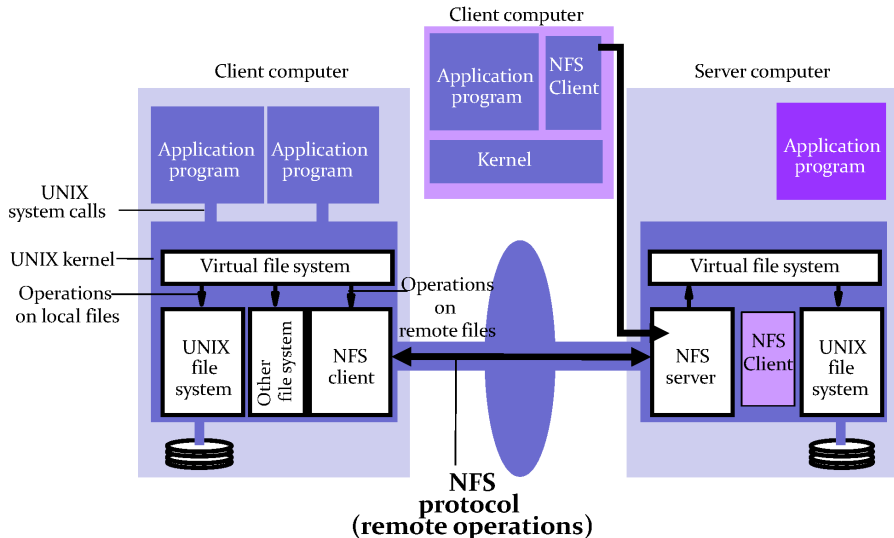 Client computer
Application
program
NFS
Client
Kernel
Client computer
Application
program
Application
program
UNIX
system calls
UNIX kernel
Virtual file system
Operations
on local files
Operations
on
remote files
UNIX
file
system
Other
file system
NFS
client
Server computer
Application
program
Virtual file system
NFS
server
NFS
Client
UNIX
file
system
NFS
protocol
(remote operations)